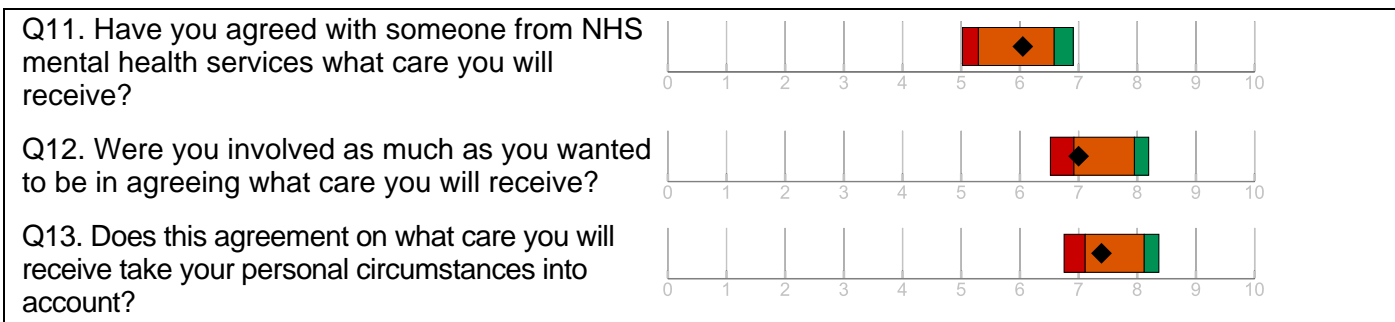 Q11. Have you agreed with someone from NHS
mental health services what care you will
receive?
0 1 2 3 4 5 6 7 8 9 10
Q12. Were you involved as much as you wanted
to be in agreeing what care you will receive?
0 1 2 3 4 5 6 7 8 9 10
Q13. Does this agreement on what care you will
receive take your personal circumstances into
account?
0 1 2 3 4 5 6 7 8 9 10